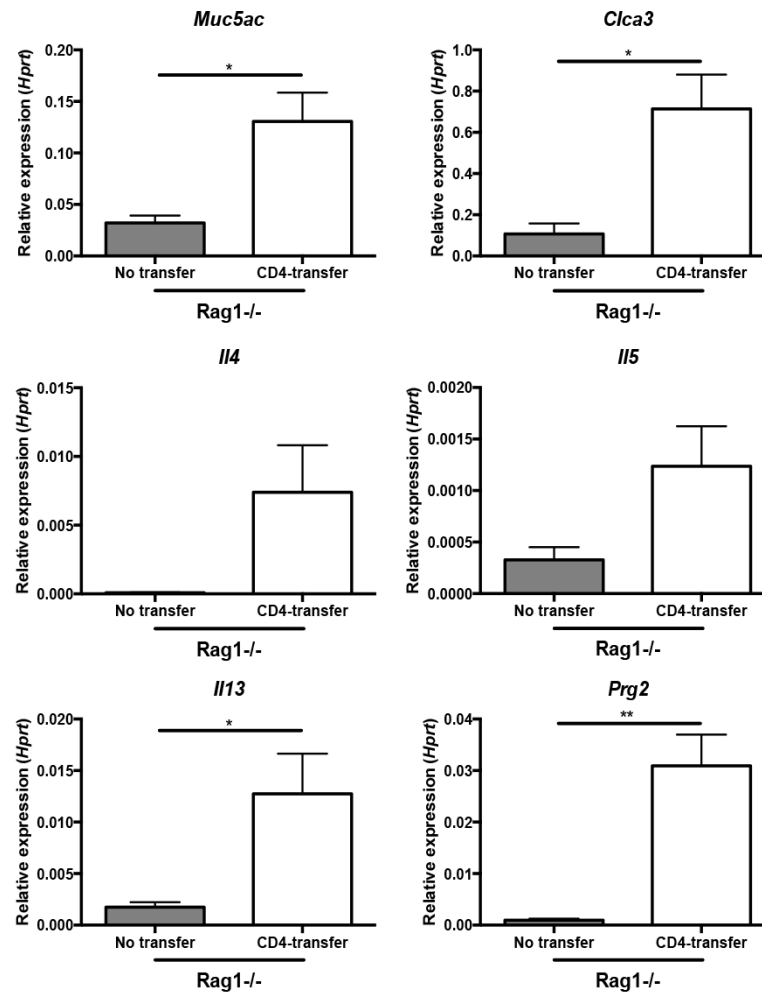 Muc5ac
Relative expression (Hprt)
0.20
0.15
0.10
0.05
0.00
*
No transfer CD4-transfer
Rag1-/-
Clca3
Relative expression (Hprt)
1.0
0.8
0.6
0.4
0.2
0.0
*
No transfer CD4-transfer
Rag1-/-
Il4
Relative expression (Hprt)
0.015
0.010
0.005
0.000
No transfer CD4-transfer
Rag1-/-
Il5
Relative expression (Hprt)
0.0020
0.0015
0.0010
0.0005
0.0000
No transfer CD4-transfer
Rag1-/-
Il13
Relative expression (Hprt)
0.020
0.015
0.010
0.005
0.000
*
No transfer CD4-transfer
Rag1-/-
Prg2
Relative expression (Hprt)
0.04
0.03
0.02
0.01
0.00
**
No transfer CD4-transfer
Rag1-/-